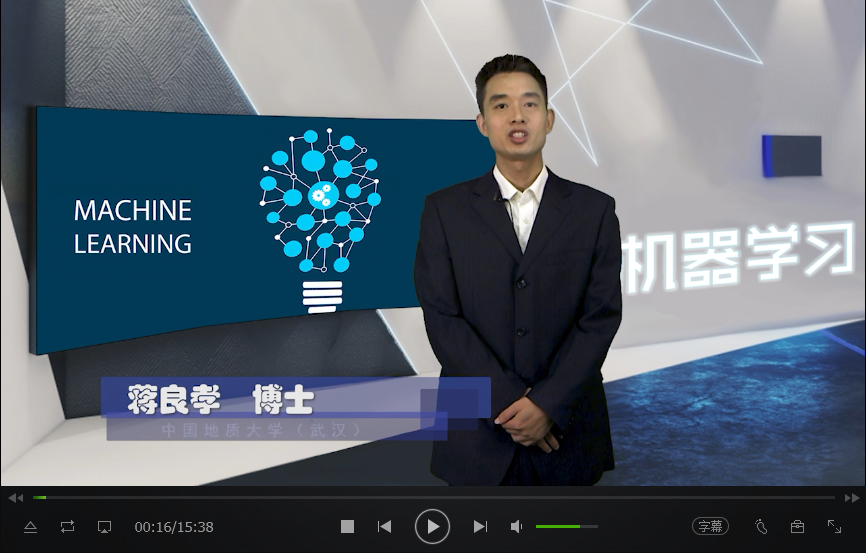 MACHINE
LEARNING
机器学习
蒋良孝 博士
中国地质大学（武汉）
00:16/15:38
字幕